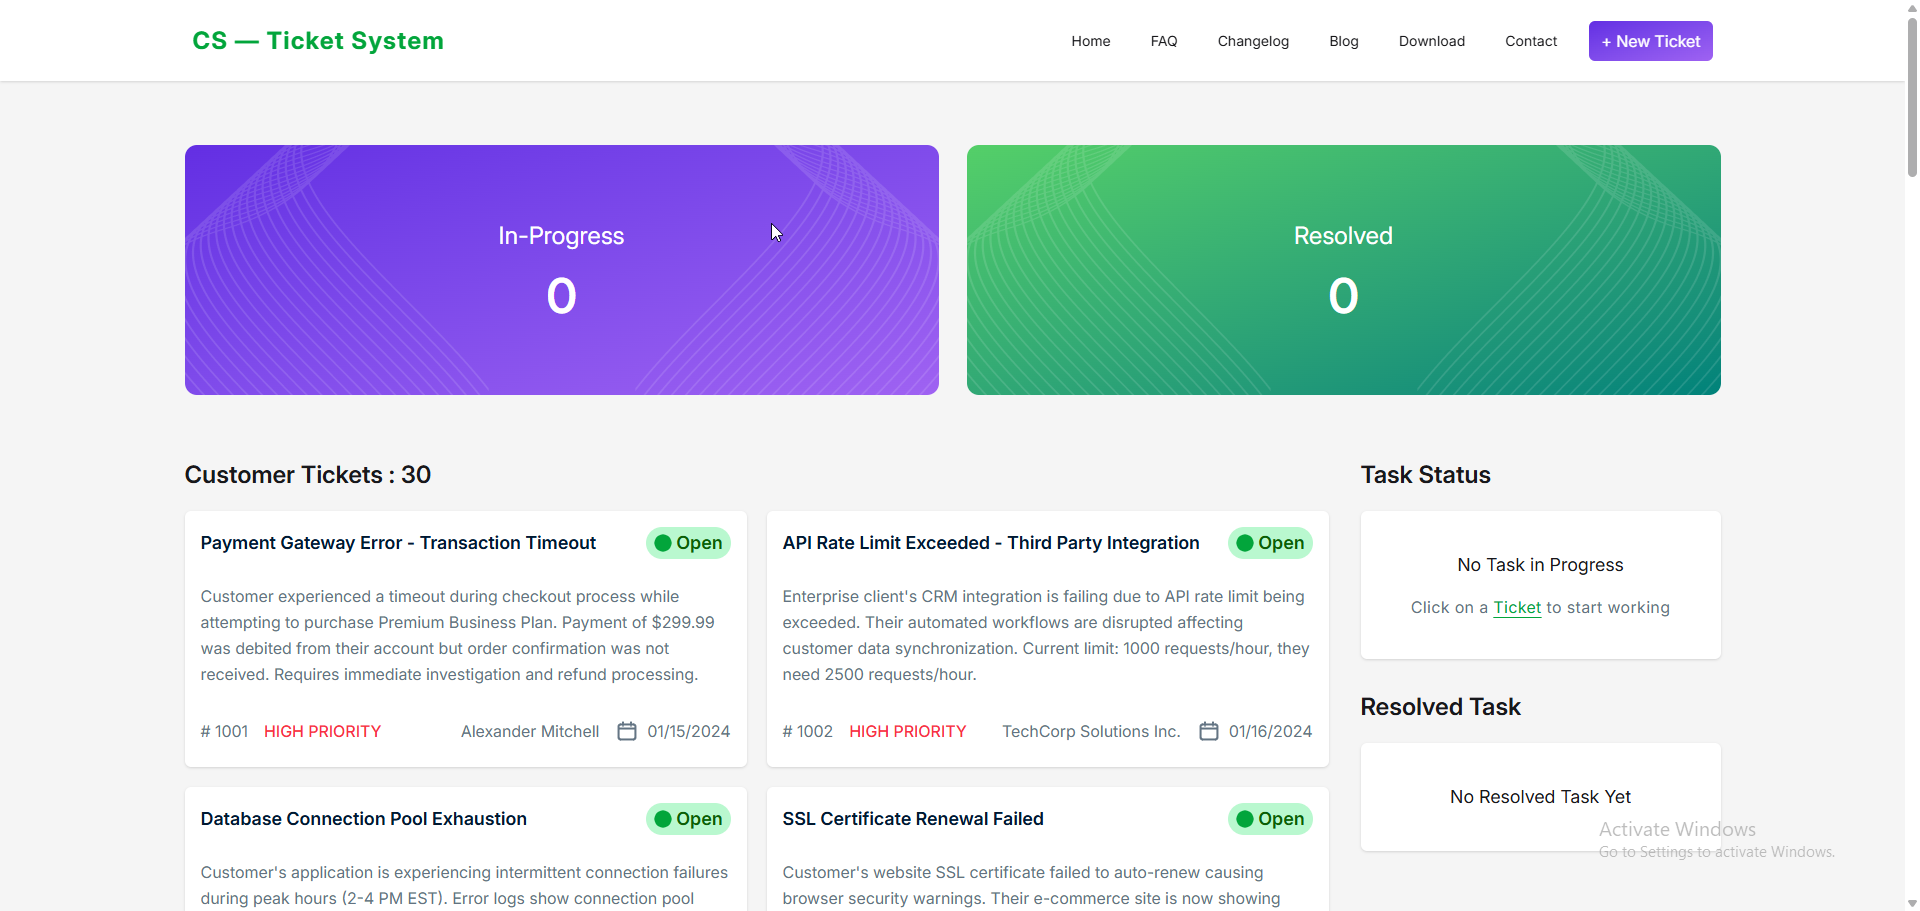 CS — Ticket System
Home
FAQ
Changelog
Blog
Download
Contact
+ New Ticket
In-Progress
0
Resolved
0
Customer Tickets : 30
Payment Gateway Error - Transaction Timeout
Open
Customer experienced a timeout during checkout process while
attempting to purchase Premium Business Plan. Payment of $299.99
was debited from their account but order confirmation was not
received. Requires immediate investigation and refund processing.
# 1001
HIGH PRIORITY
Alexander Mitchell
01/15/2024
API Rate Limit Exceeded - Third Party Integration
Open
Enterprise client's CRM integration is failing due to API rate limit being
exceeded. Their automated workflows are disrupted affecting
customer data synchronization. Current limit: 1000 requests/hour, they
need 2500 requests/hour.
# 1002
HIGH PRIORITY
TechCorp Solutions Inc.
01/16/2024
Database Connection Pool Exhaustion
Open
Customer's application is experiencing intermittent connection failures
during peak hours (2-4 PM EST). Error logs show connection pool
SSL Certificate Renewal Failed
Open
Customer's website SSL certificate failed to auto-renew causing
browser security warnings. Their e-commerce site is now showing
Task Status
No Task in Progress
Click on a Ticket to start working
Resolved Task
No Resolved Task Yet
Activate Windows
Go to Settings to activate Windows.